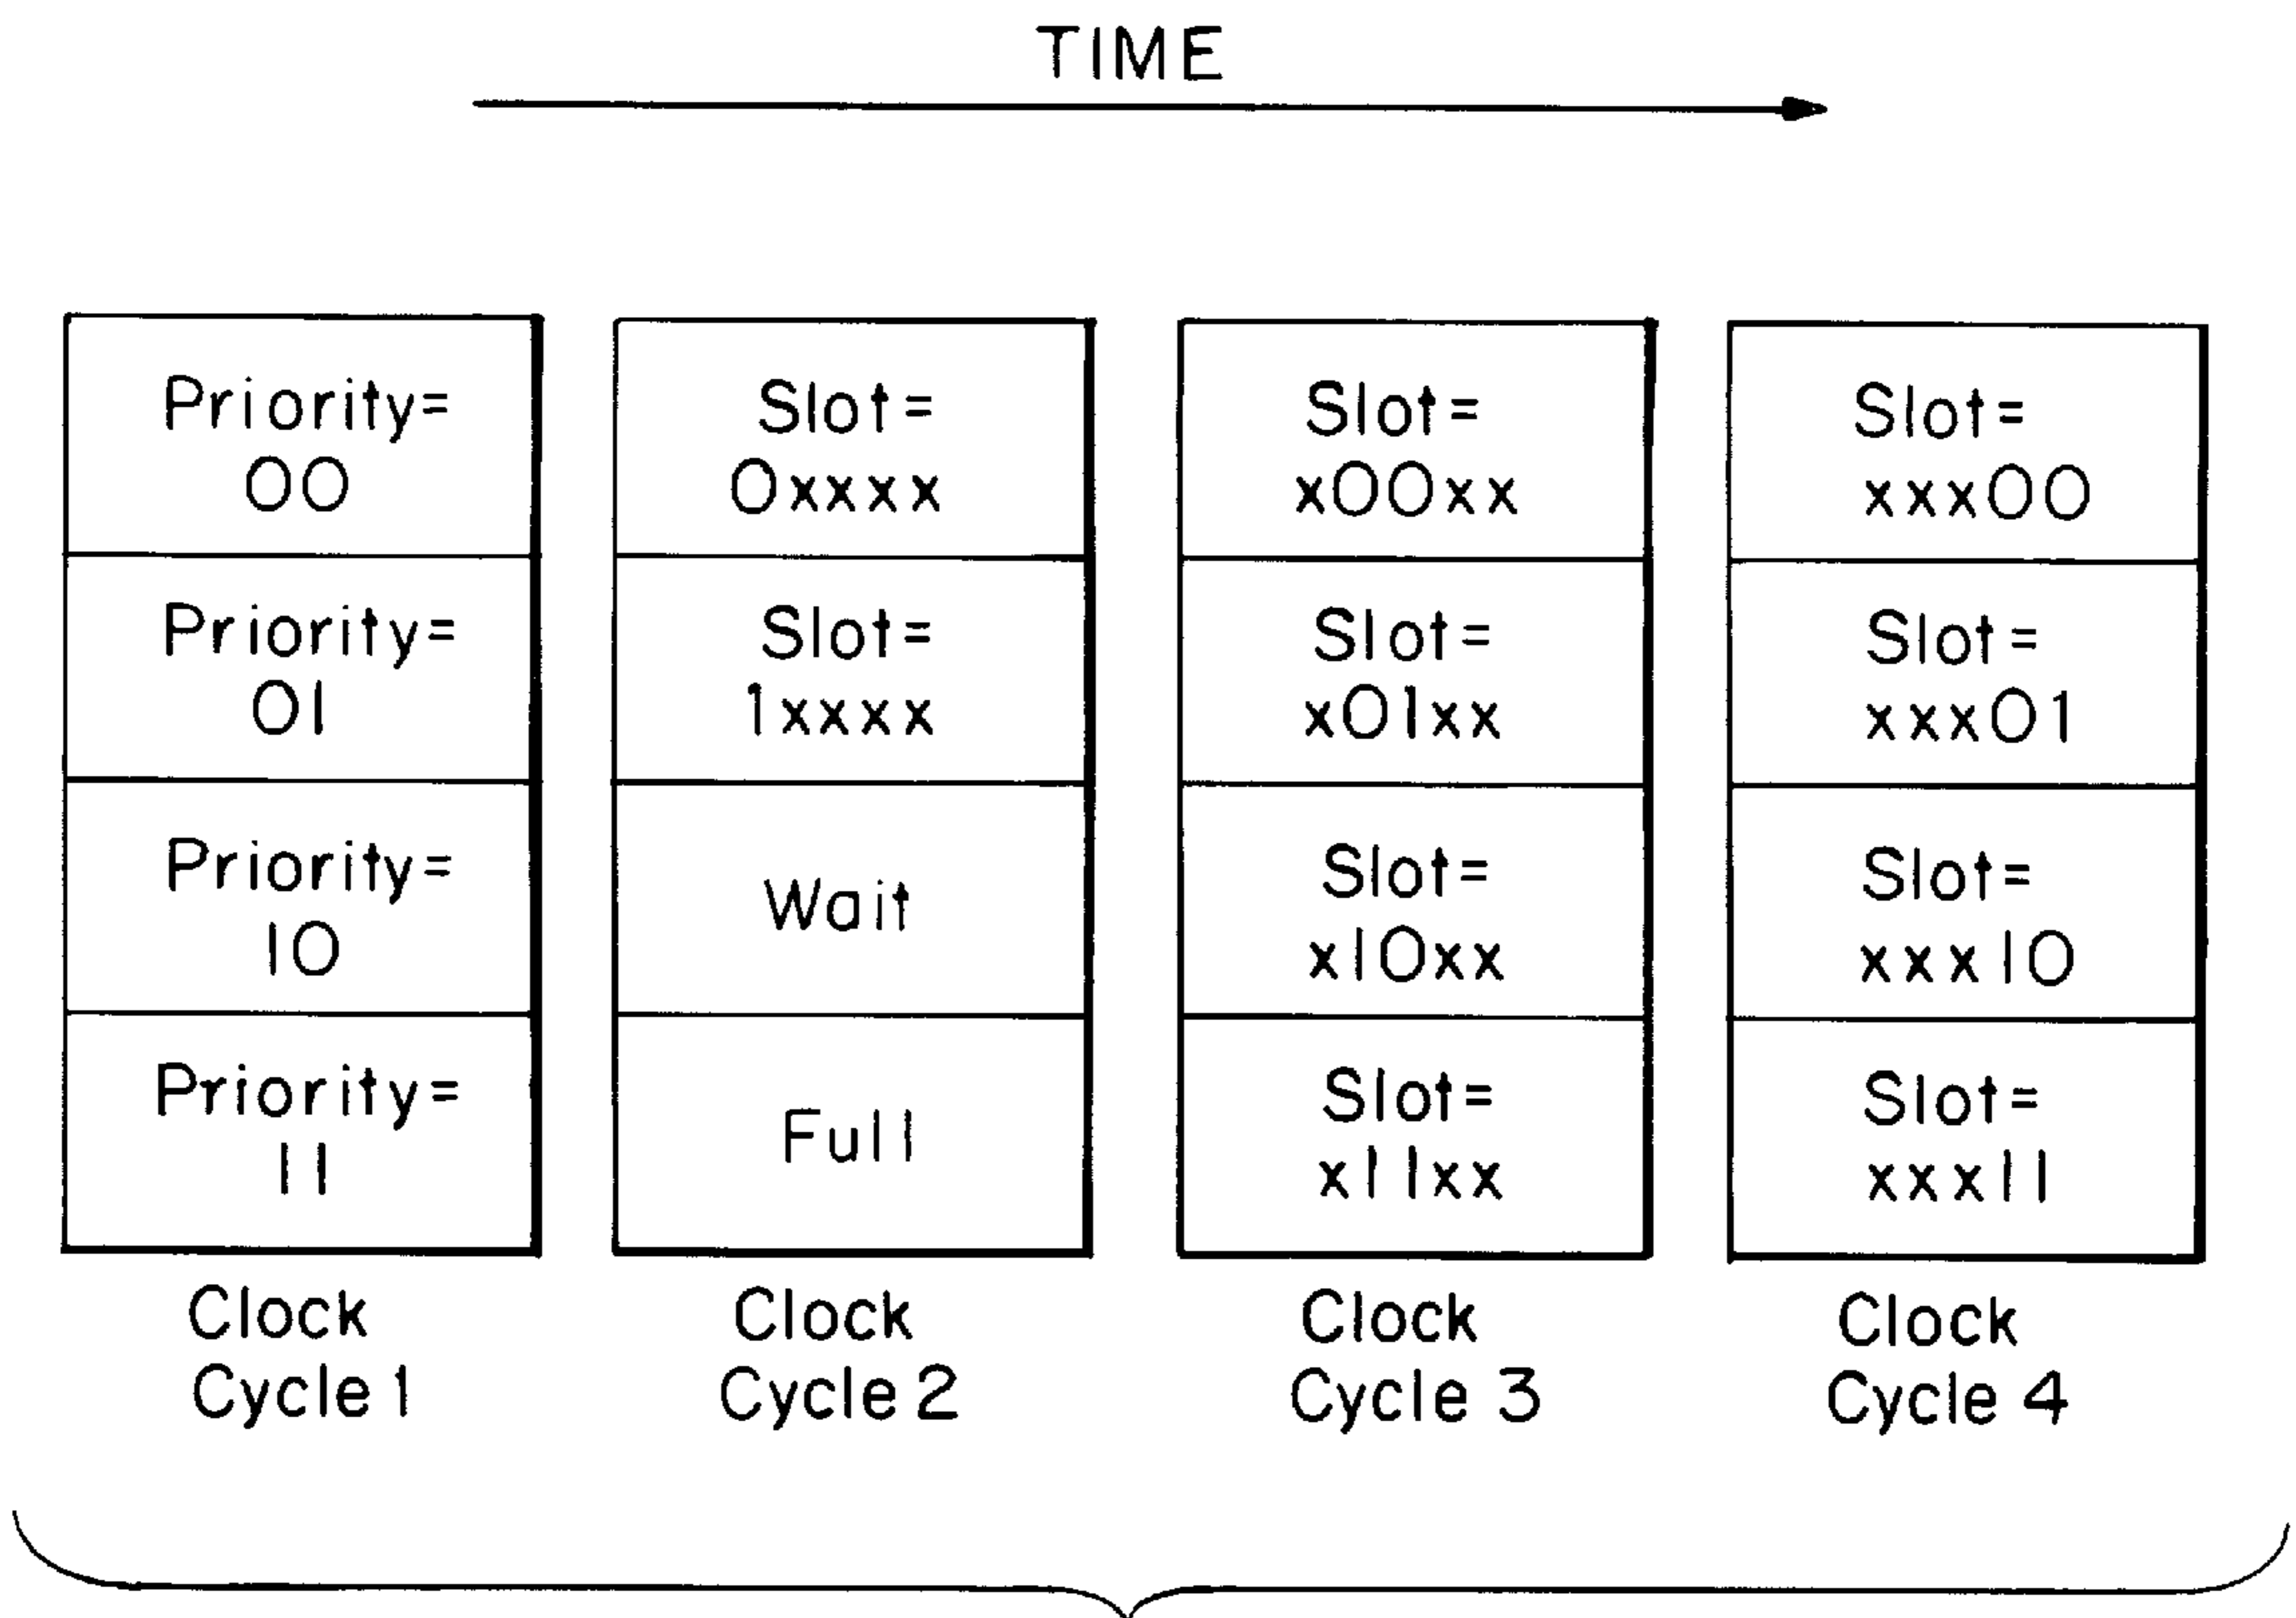 TIME
Priority=
00
Priority=
01
Priority=
10
Priority=
11
Clock
Cycle 1
Slot=
0xxxx
Slot=
1xxxx
Wait
Full
Clock
Cycle 2
Slot=
x00xx
Slot=
x01xx
Slot=
x10xx
Slot=
x11xx
Clock
Cycle 3
Slot=
xxx00
Slot=
xxx01
Slot=
xxx10
Slot=
xxx11
Clock
Cycle 4